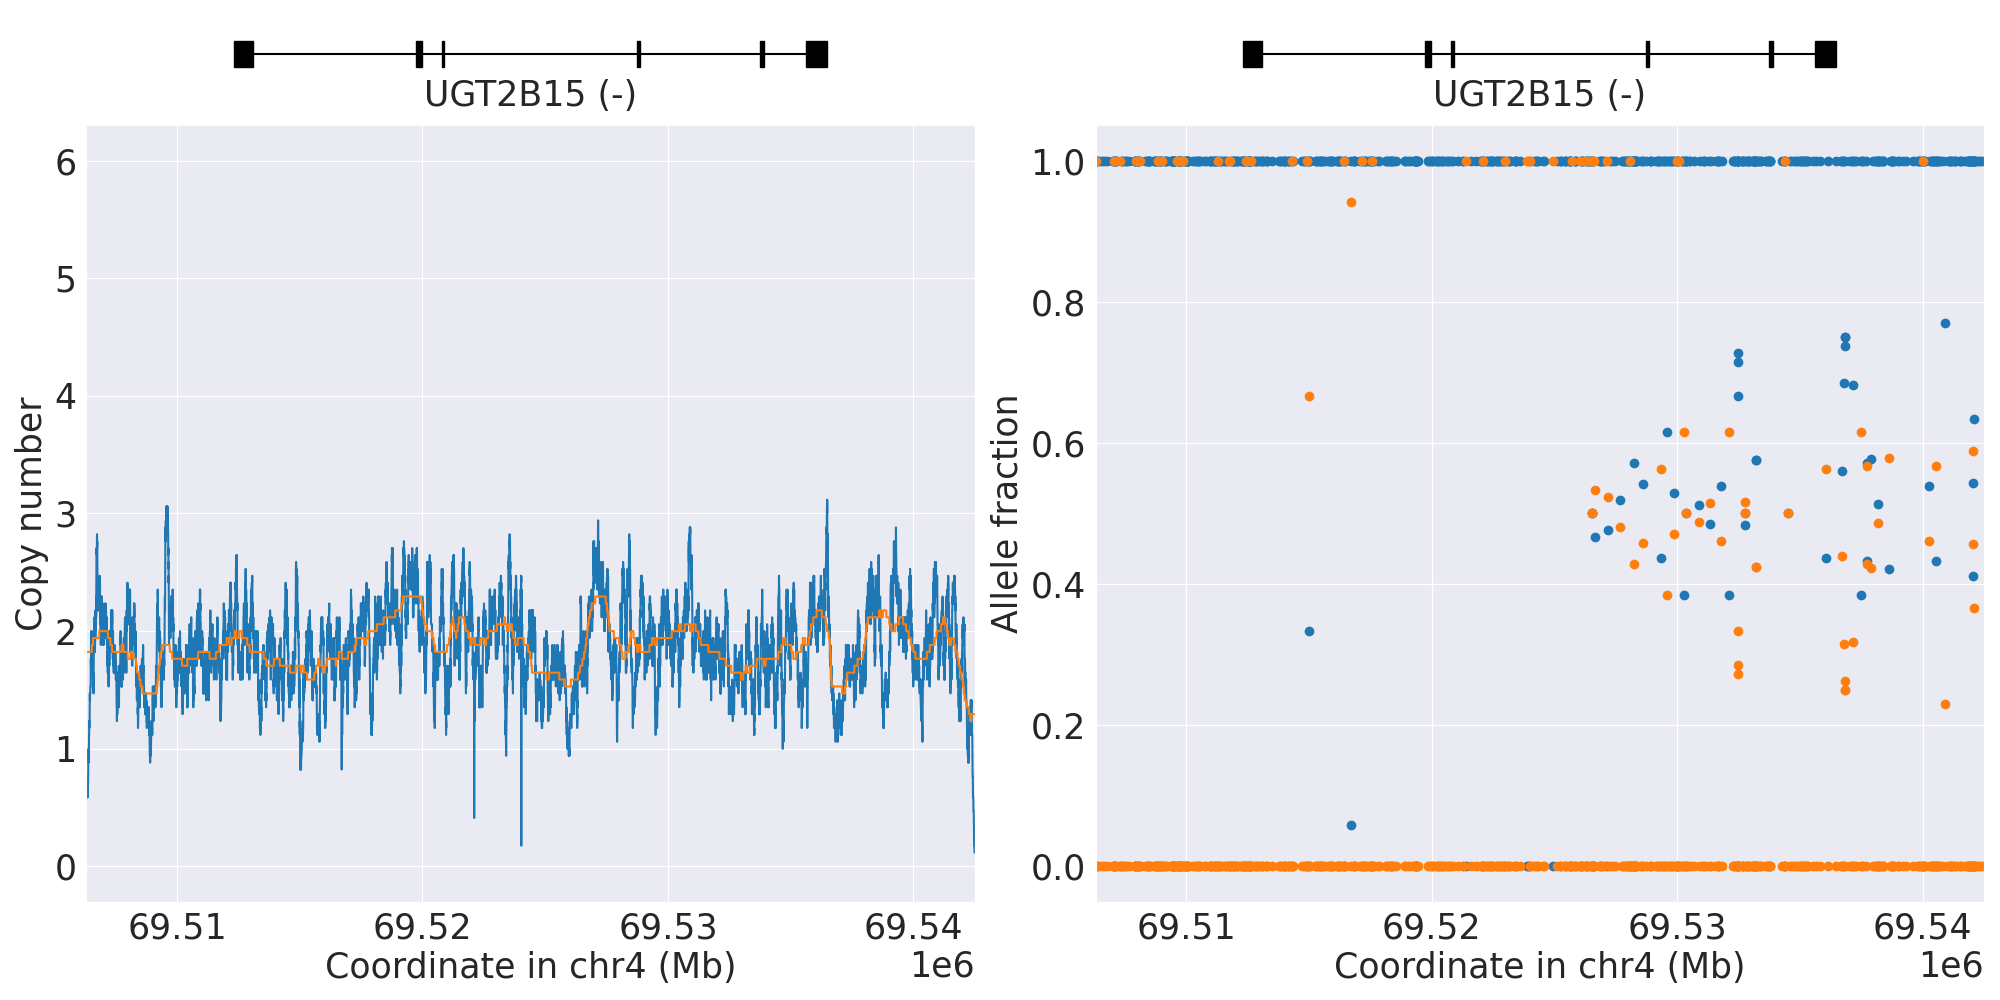 UGT2B15 (-)
UGT2B15 (-)
6
5
4
3
2
1
0
Copy number
69.51
69.52
69.53
69.54
Coordinate in chr4 (Mb)
1e6
1.0
0.8
0.6
0.4
0.2
0.0
Allele fraction
69.51
69.52
69.53
69.54
Coordinate in chr4 (Mb)
1e6